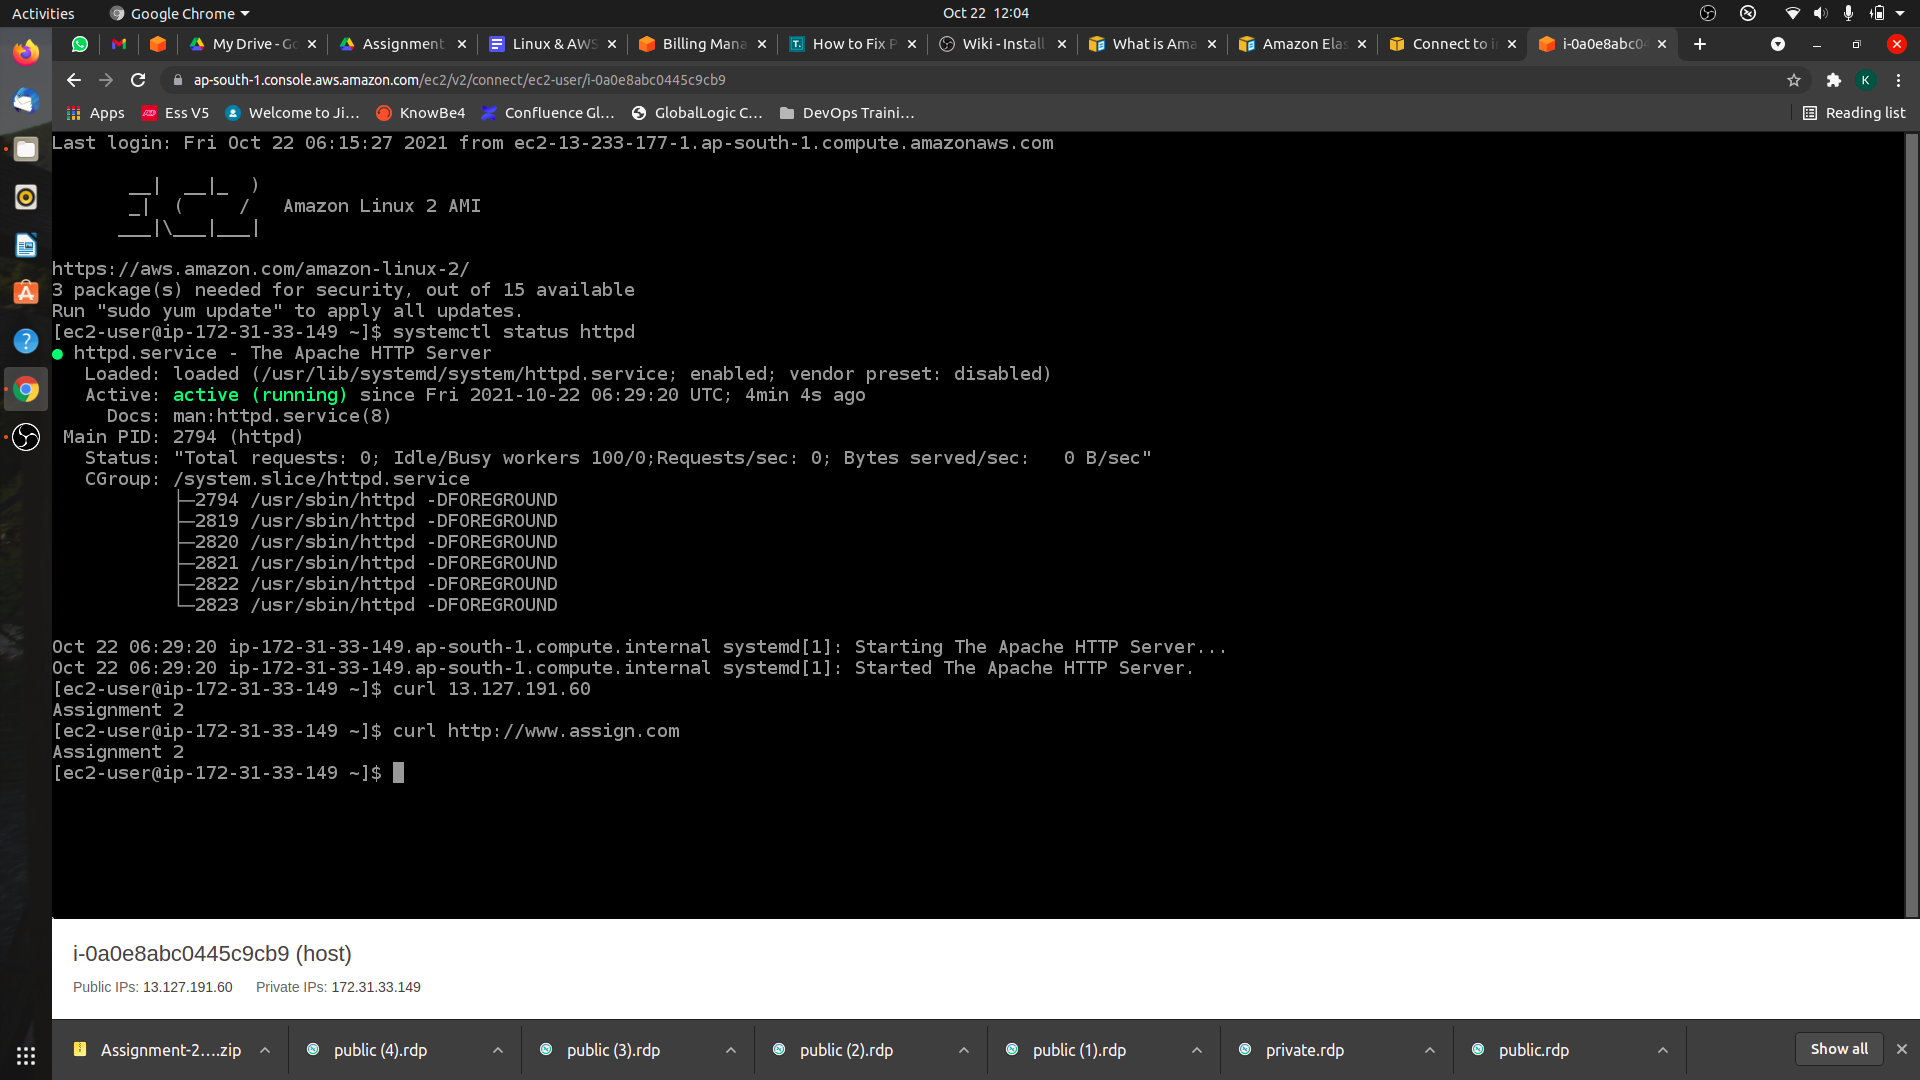 Activities
Google Chrome
Oct 22 12:04
My Drive - Go
Assignment
Linux & AWS
Billing Mana
How to Fix P
Wiki - Install
What is Ama
Amazon Elas
Connect to i
i-0a0e8abc04
ap-south-1.console.aws.amazon.com/ec2/v2/connect/ec2-user/i-0a0e8abc0445c9cb9
K
Apps
Ess V5
Welcome to Ji...
KnowBe4
Confluence Gl...
GlobalLogic C...
DevOps Traini...
Reading list
Last login: Fri Oct 22 06:15:27 2021 from ec2-13-233-177-1.ap-south-1.compute.amazonaws.com
       __|  __|_  )
       _|  (     /   Amazon Linux 2 AMI
      ___|\___|___|
https://aws.amazon.com/amazon-linux-2/
3 package(s) needed for security, out of 15 available
Run "sudo yum update" to apply all updates.
[ec2-user@ip-172-31-33-149 ~]$ systemctl status httpd
● httpd.service - The Apache HTTP Server
   Loaded: loaded (/usr/lib/systemd/system/httpd.service; enabled; vendor preset: disabled)
   Active: active (running) since Fri 2021-10-22 06:29:20 UTC; 4min 4s ago
     Docs: man:httpd.service(8)
 Main PID: 2794 (httpd)
   Status: "Total requests: 0; Idle/Busy workers 100/0;Requests/sec: 0; Bytes served/sec:   0 B/sec"
   CGroup: /system.slice/httpd.service
           ├─2794 /usr/sbin/httpd -DFOREGROUND
           ├─2819 /usr/sbin/httpd -DFOREGROUND
           ├─2820 /usr/sbin/httpd -DFOREGROUND
           ├─2821 /usr/sbin/httpd -DFOREGROUND
           ├─2822 /usr/sbin/httpd -DFOREGROUND
           └─2823 /usr/sbin/httpd -DFOREGROUND
Oct 22 06:29:20 ip-172-31-33-149.ap-south-1.compute.internal systemd[1]: Starting The Apache HTTP Server...
Oct 22 06:29:20 ip-172-31-33-149.ap-south-1.compute.internal systemd[1]: Started The Apache HTTP Server.
[ec2-user@ip-172-31-33-149 ~]$ curl 13.127.191.60
Assignment 2
[ec2-user@ip-172-31-33-149 ~]$ curl http://www.assign.com
Assignment 2
[ec2-user@ip-172-31-33-149 ~]$
i-0a0e8abc0445c9cb9 (host)
Public IPs: 13.127.191.60 Private IPs: 172.31.33.149
Assignment-2....zip
public (4).rdp
public (3).rdp
public (2).rdp
public (1).rdp
private.rdp
public.rdp
Show all